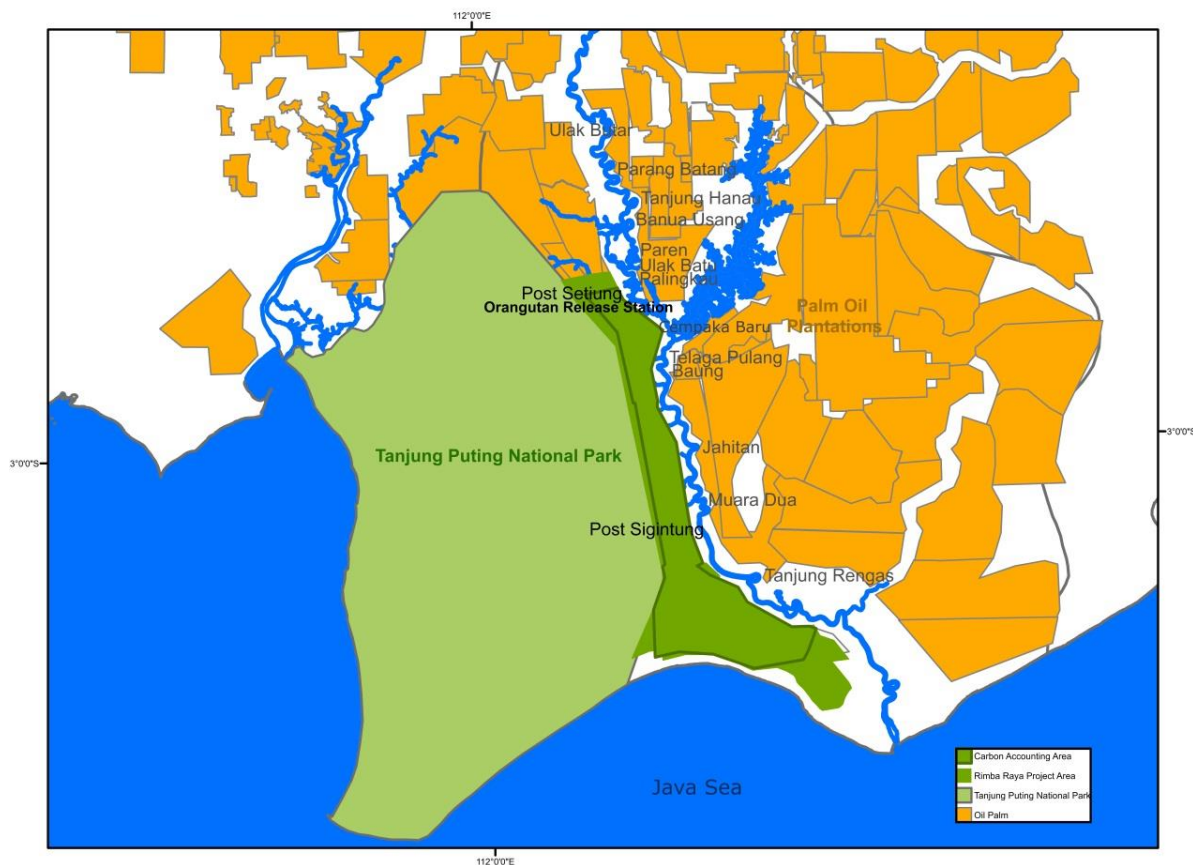 112°0'0"E
Ulak Butar
Parang Batang
Tanjung Hanau
Banua Usang
Paren
Ulak Batu
Palingkau
Post Setiung
Orangutan Release Station
Cempaka Baru
Palm Oil
Plantations
Telaga Pulang
Baung
3°0'0"S
Jahitan
Tanjung Puting National Park
3°0'0"S
Muara Dua
Post Sigintung
Tanjung Rengas
Java Sea
Carbon Accounting Area
Rimba Raya Project Area
Tanjung Puting National Park
Oil Palm
112°0'0"E